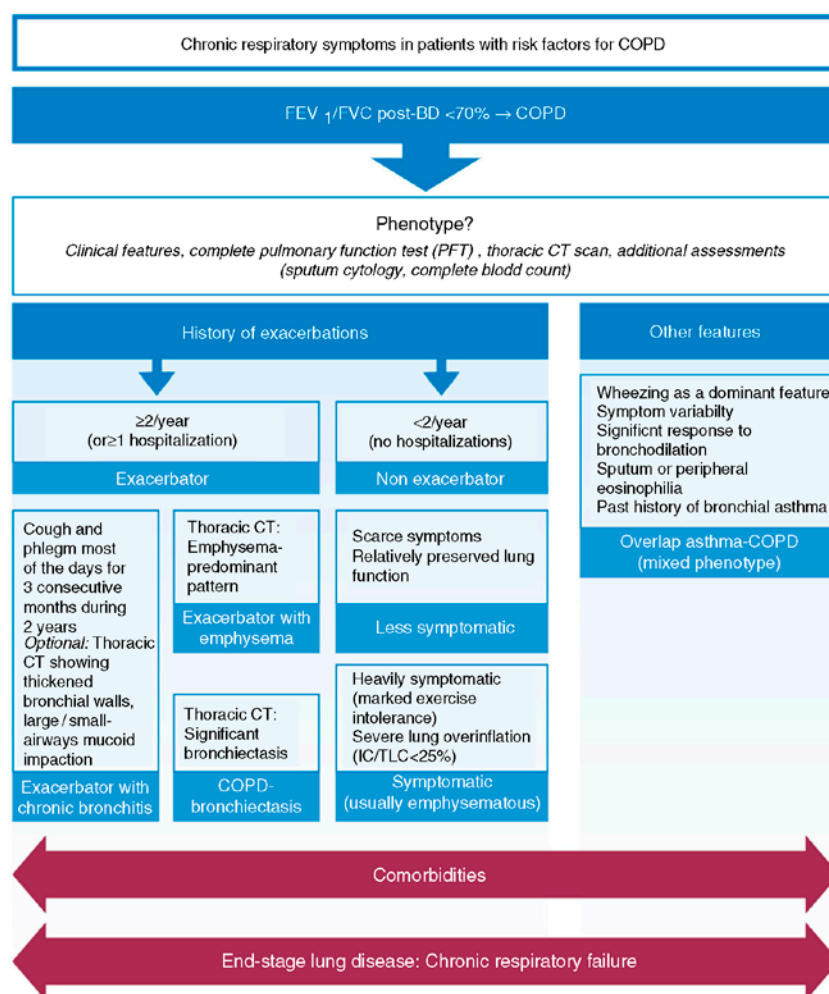 Chronic respiratory symptoms in patients with risk factors for COPD
FEV 1/FVC post-BD <70% → COPD
Phenotype?
Clinical features, complete pulmonary function test (PFT) , thoracic CT scan, additional assessments
(sputum cytology, complete blodd count)
History of exacerbations
≥2/year
(or≥1 hospitalization)
Exacerbator
Cough and
phlegm most
of the days for
3 consecutive
months during
2 years
Optional: Thoracic
CT showing
thickened
bronchial walls,
large/small-
airways mucoid
impaction
Exacerbator with
chronic bronchitis
Thoracic CT:
Emphysema-
predominant
pattern
Exacerbator with
emphysema
Thoracic CT:
Significant
bronchiectasis
COPD-
bronchiectasis
<2/year
(no hospitalizations)
Non exacerbator
Scarce symptoms
Relatively preserved lung
function
Less symptomatic
Heavily symptomatic
(marked exercise
intolerance)
Severe lung overinflation
(IC/TLC<25%)
Symptomatic
(usually emphysematous)
Other features
Wheezing as a dominant feature
Symptom variabilty
Significnt response to
bronchodilation
Sputum or peripheral
eosinophilia
Past history of bronchial asthma
Overlap asthma-COPD
(mixed phenotype)
Comorbidities
End-stage lung disease: Chronic respiratory failure